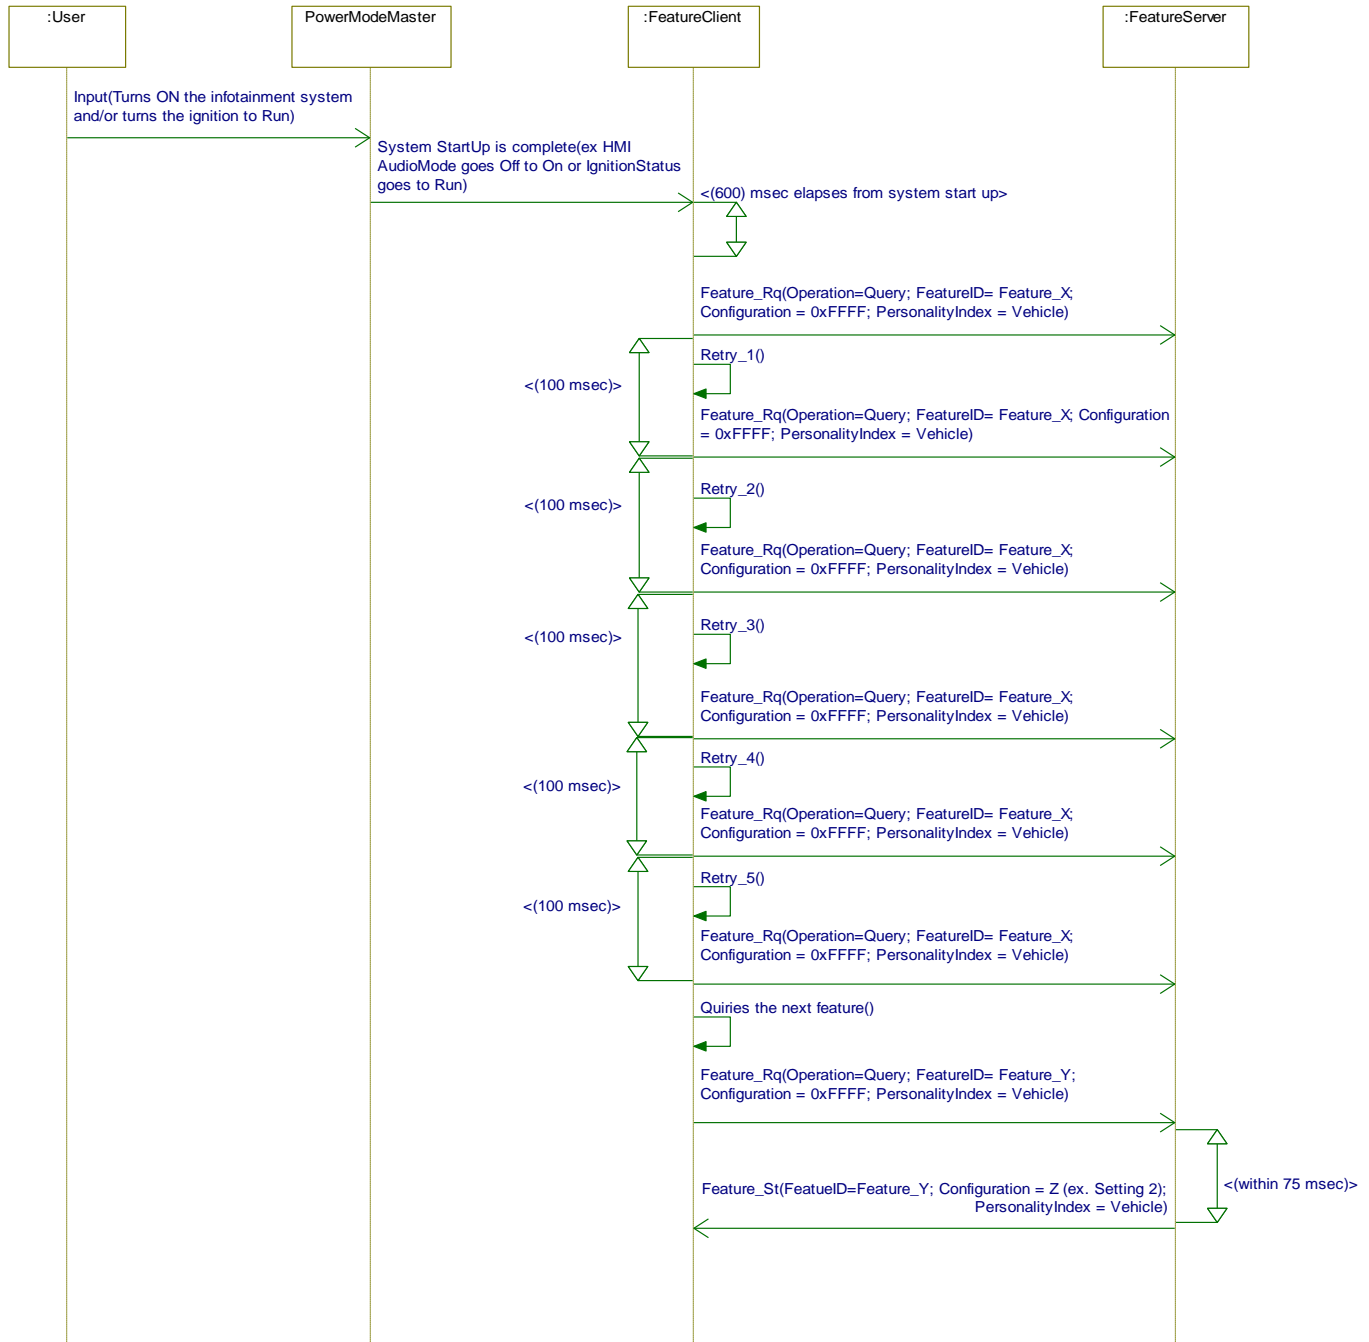 :User
PowerModeMaster
:FeatureClient
:FeatureServer
Input(Turns ON the infotainment system
and/or turns the ignition to Run)
System StartUp is complete(ex HMI
AudioMode goes Off to On or IgnitionStatus
goes to Run)
<(600) msec elapses from system start up>
Feature_Rq(Operation=Query; FeatureID= Feature_X;
Configuration = 0xFFFF; PersonalityIndex = Vehicle)
Retry_1()
<(100 msec)>
Feature_Rq(Operation=Query; FeatureID= Feature_X; Configuration
= 0xFFFF; PersonalityIndex = Vehicle)
Retry_2()
<(100 msec)>
Feature_Rq(Operation=Query; FeatureID= Feature_X;
Configuration = 0xFFFF; PersonalityIndex = Vehicle)
Retry_3()
<(100 msec)>
Feature_Rq(Operation=Query; FeatureID= Feature_X;
Configuration = 0xFFFF; PersonalityIndex = Vehicle)
Retry_4()
<(100 msec)>
Feature_Rq(Operation=Query; FeatureID= Feature_X;
Configuration = 0xFFFF; PersonalityIndex = Vehicle)
Retry_5()
<(100 msec)>
Feature_Rq(Operation=Query; FeatureID= Feature_X;
Configuration = 0xFFFF; PersonalityIndex = Vehicle)
Quiries the next feature()
Feature_Rq(Operation=Query; FeatureID= Feature_Y;
Configuration = 0xFFFF; PersonalityIndex = Vehicle)
Feature_St(FeatueID=Feature_Y; Configuration = Z (ex. Setting 2);
PersonalityIndex = Vehicle)
<(within 75 msec)>